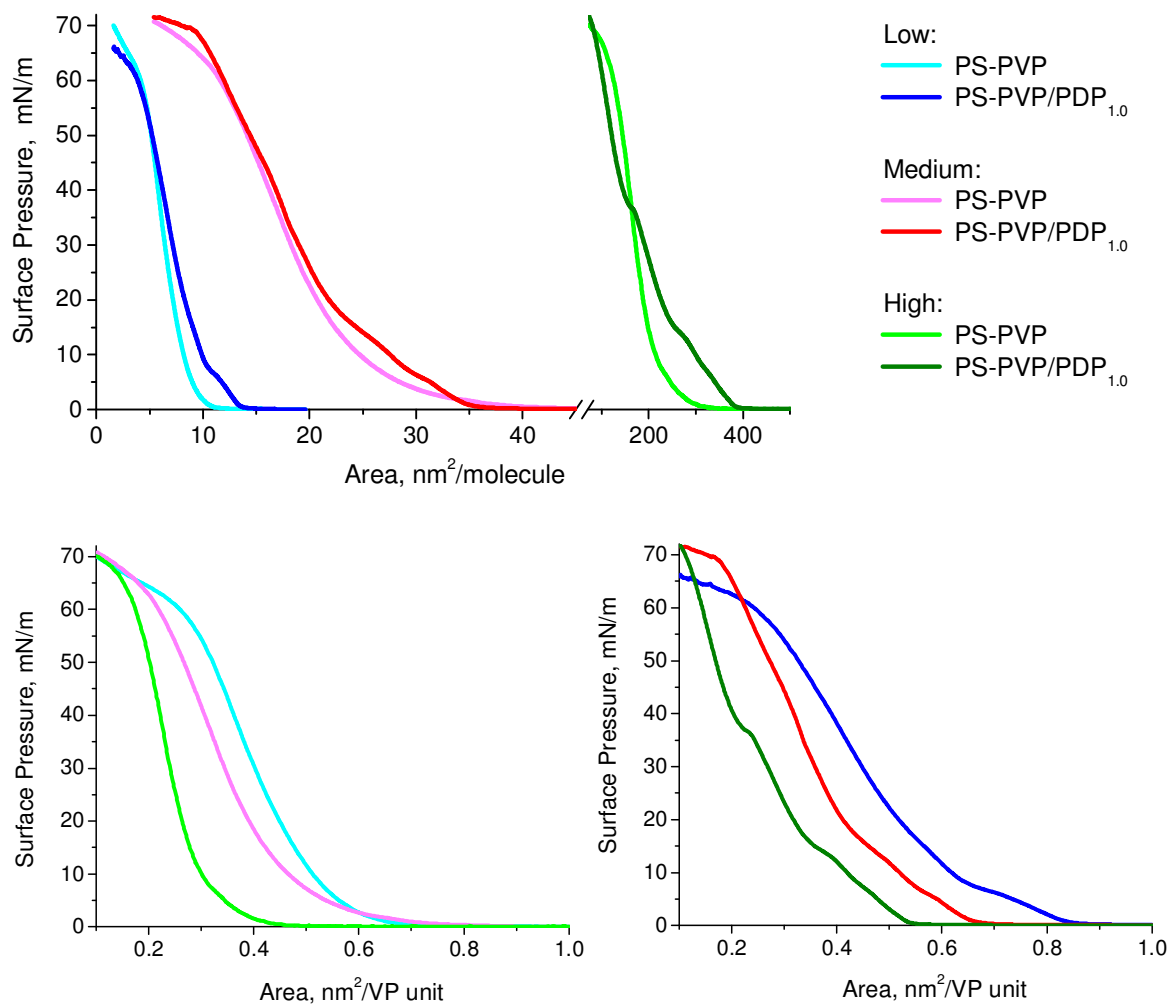 70
60
50
40
30
20
10
0
Surface Pressure, mN/m
0 10 20 30 40 200 400
Area, nm²/molecule
Low:
PS-PVP
PS-PVP/PDP₁.₀
Medium:
PS-PVP
PS-PVP/PDP₁.₀
High:
PS-PVP
PS-PVP/PDP₁.₀
70
60
50
40
30
20
10
0
Surface Pressure, mN/m
0.2 0.4 0.6 0.8 1.0
Area, nm²/VP unit
70
60
50
40
30
20
10
0
Surface Pressure, mN/m
0.2 0.4 0.6 0.8 1.0
Area, nm²/VP unit